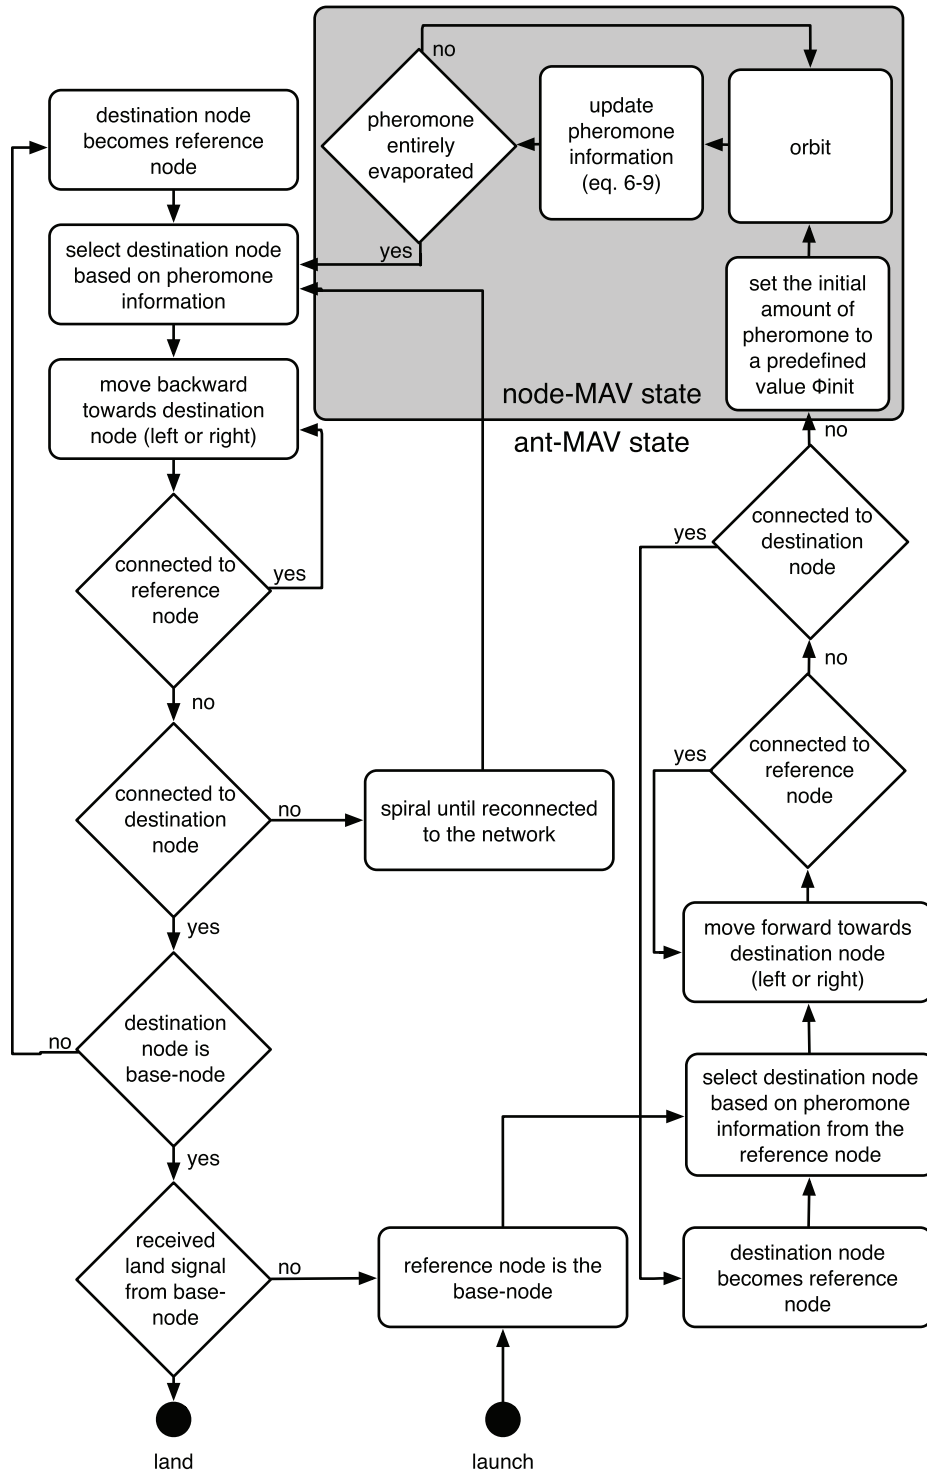 no
destination node
becomes reference
node
pheromone
entirely
evaporated
update
pheromone
information
(eq. 6-9)
orbit
yes
select destination node
based on pheromone
information
set the initial
amount of
pheromone to
a predefined
value Φinit
move backward
towards destination
node (left or right)
node-MAV state
ant-MAV state
no
connected to
destination
node
yes
connected to
reference
node
yes
no
no
connected to
reference
node
yes
connected to
destination
node
no
spiral until reconnected
to the network
yes
move forward towards
destination node
(left or right)
destination
node is
base-node
no
select destination node
based on pheromone
information from the
reference node
yes
received
land signal
from base-
node
no
reference node is the
base-node
destination node
becomes reference
node
land
launch